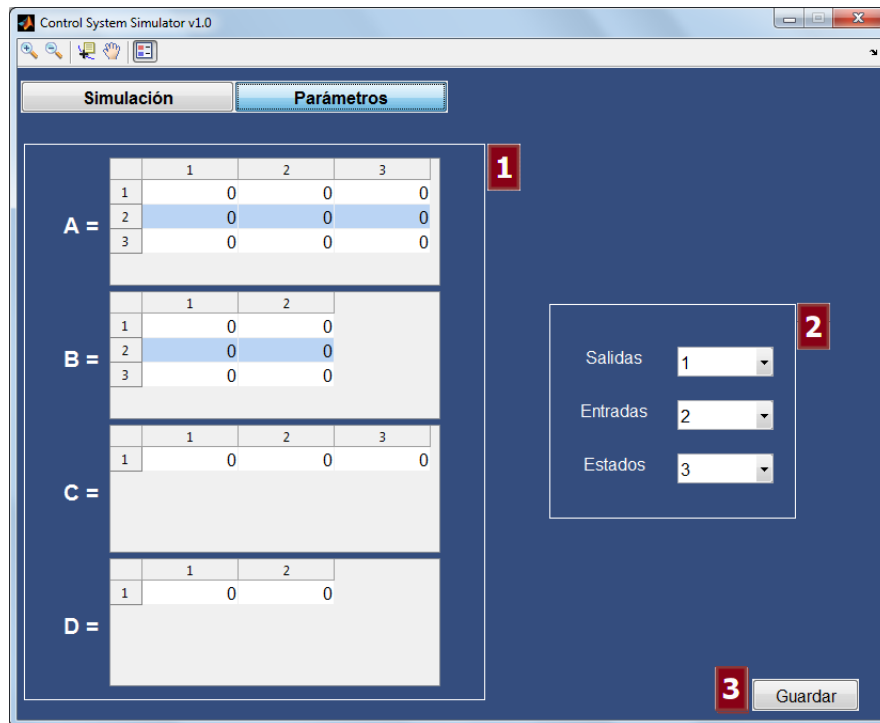 Control System Simulator v1.0
Simulación Parámetros
1
1 2 3
1 0 0 0
A = 2 0 0 0
3 0 0 0
1 2
1 0 0
B = 2 0 0
3 0 0
1 2 3
1 0 0 0
C =
1 2
1 0 0
D =
2
Salidas 1
Entradas 2
Estados 3
3 Guardar